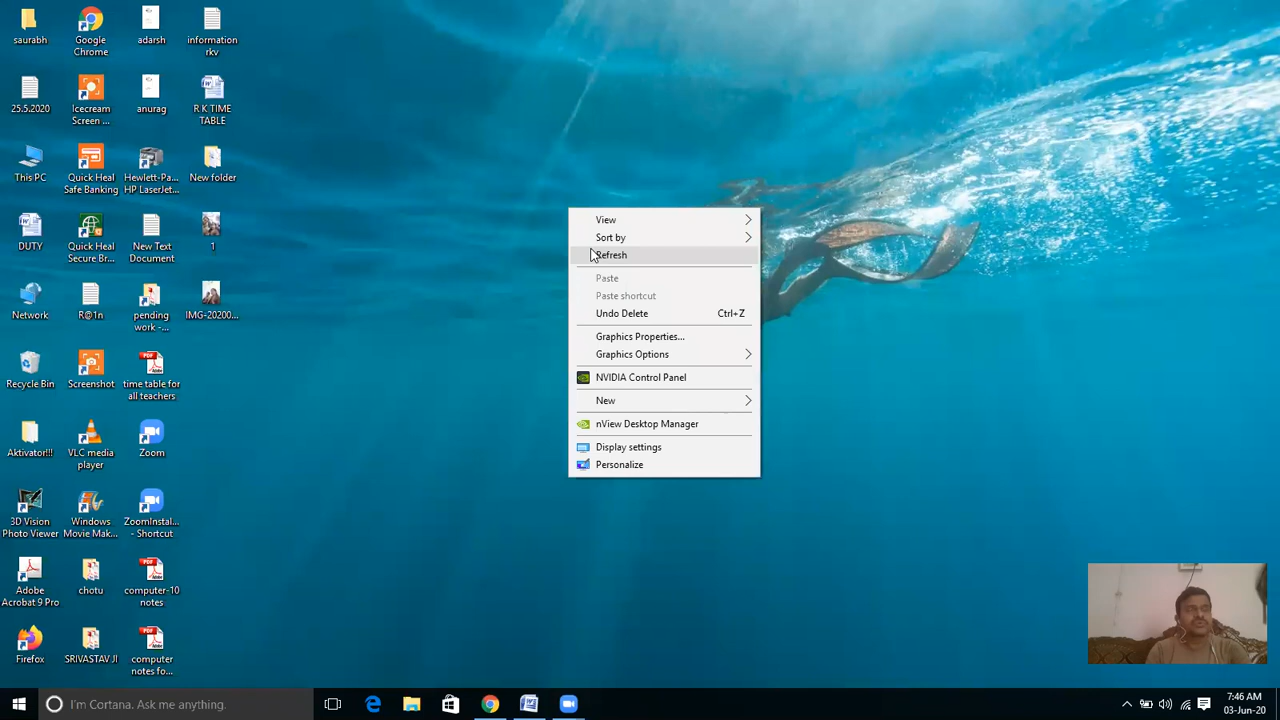 saurabh
Google
Chrome
adarsh
information
rkv
25.5.2020
Icecream
Screen ...
anurag
R K TIME
TABLE
This PC
Quick Heal
Safe Banking
Hewlett-Pa...
HP LaserJet...
New folder
DUTY
Quick Heal
Secure Br...
New Text
Document
1
Network
R@1n
pending
work -...
IMG-20200...
Recycle Bin
Screenshot
time table for
all teachers
Aktivator!!!
VLC media
player
Zoom
3D Vision
Photo Viewer
Windows
Movie Mak...
ZoomInstal...
- Shortcut
Adobe
Acrobat 9 Pro
chotu
computer-10
notes
Firefox
SRIVASTAV JI
computer
notes fo...
View
Sort by
Refresh
Paste
Paste shortcut
Undo Delete Ctrl+Z
Graphics Properties...
Graphics Options
NVIDIA Control Panel
New
nView Desktop Manager
Display settings
Personalize
I'm Cortana. Ask me anything.
7:46 AM
03-Jun-20